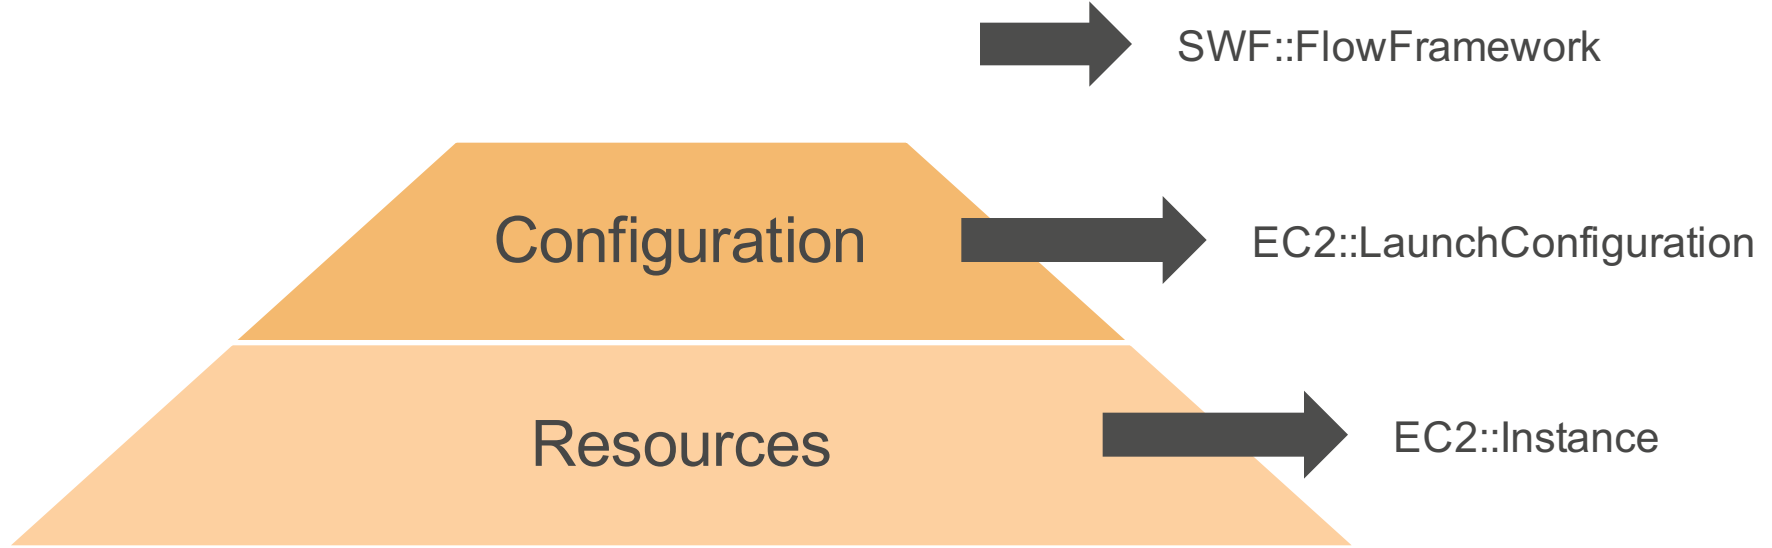 SWF::FlowFramework
Configuration
EC2::LaunchConfiguration
Resources
EC2::Instance